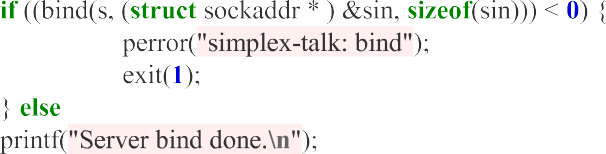 if ((bind(s, (struct sockaddr * ) &sin, sizeof(sin))) < 0) {
perror("simplex-talk: bind");
exit(1);
} else
printf("Server bind done.\n");